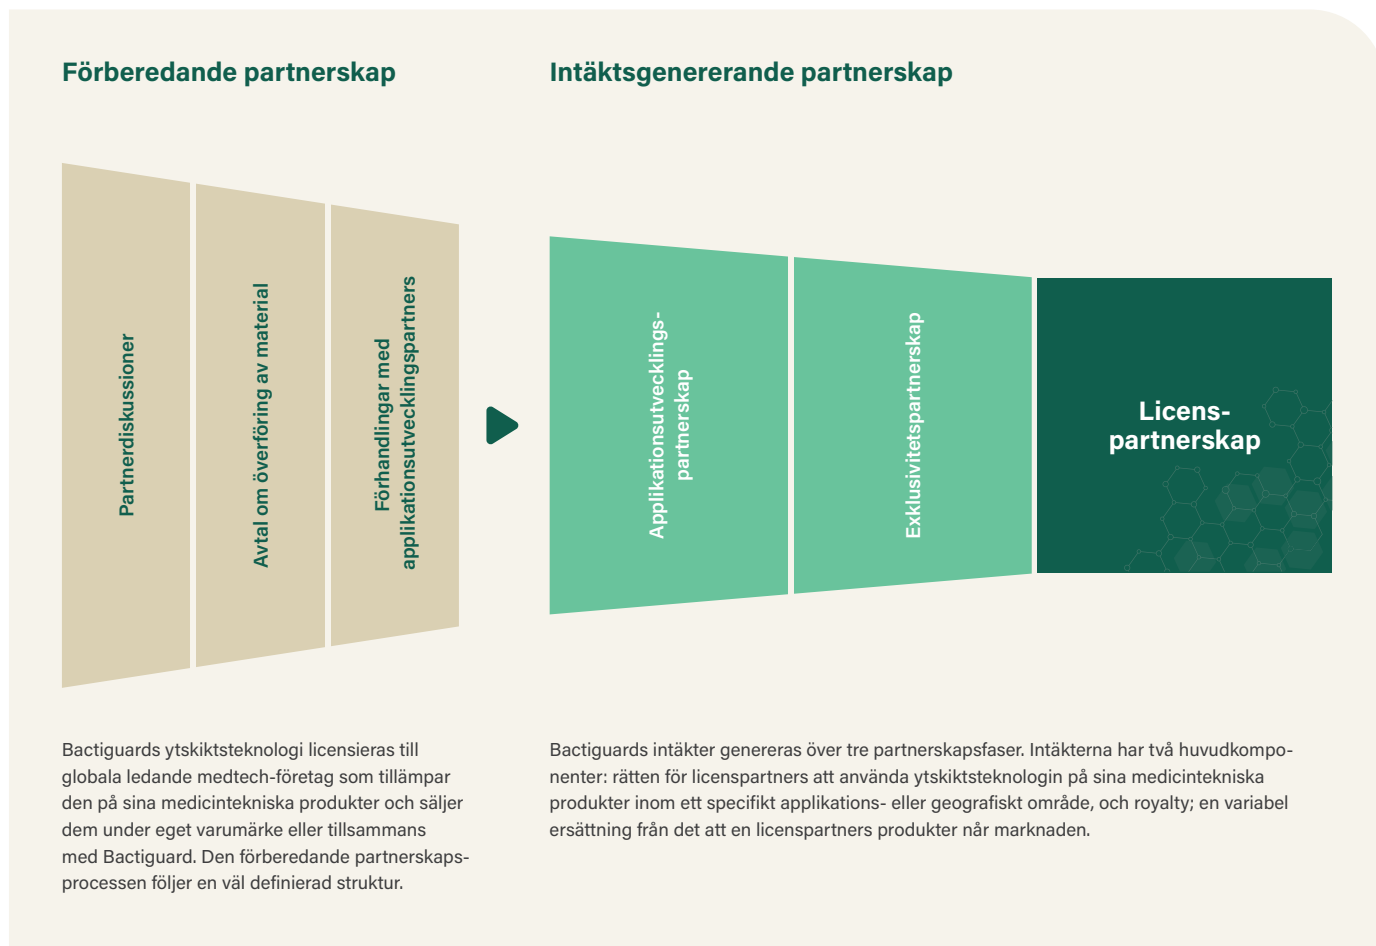 Förberedande partnerskap
Intäktsgenererande partnerskap
Partnerdiskussioner
Avtal om överföring av material
Förhandlingar med
applikationsutvecklingspartners
Applikationsutvecklings-
partnerskap
Exklusivitetspartnerskap
Licens-
partnerskap
Bactiguards ytskiktsteknologi licensieras till
globala ledande medtech-företag som tillämpar
den på sina medicintekniska produkter och säljer
dem under eget varumärke eller tillsammans
med Bactiguard. Den förberedande partnerskaps-
processen följer en väl definierad struktur.
Bactiguards intäkter genereras över tre partnerskapsfaser. Intäkterna har två huvudkompo-
nenter: rätten för licenspartners att använda ytskiktsteknologin på sina medicintekniska
produkter inom ett specifikt applikations- eller geografiskt område, och royalty; en variabel
ersättning från det att en licenspartners produkter når marknaden.